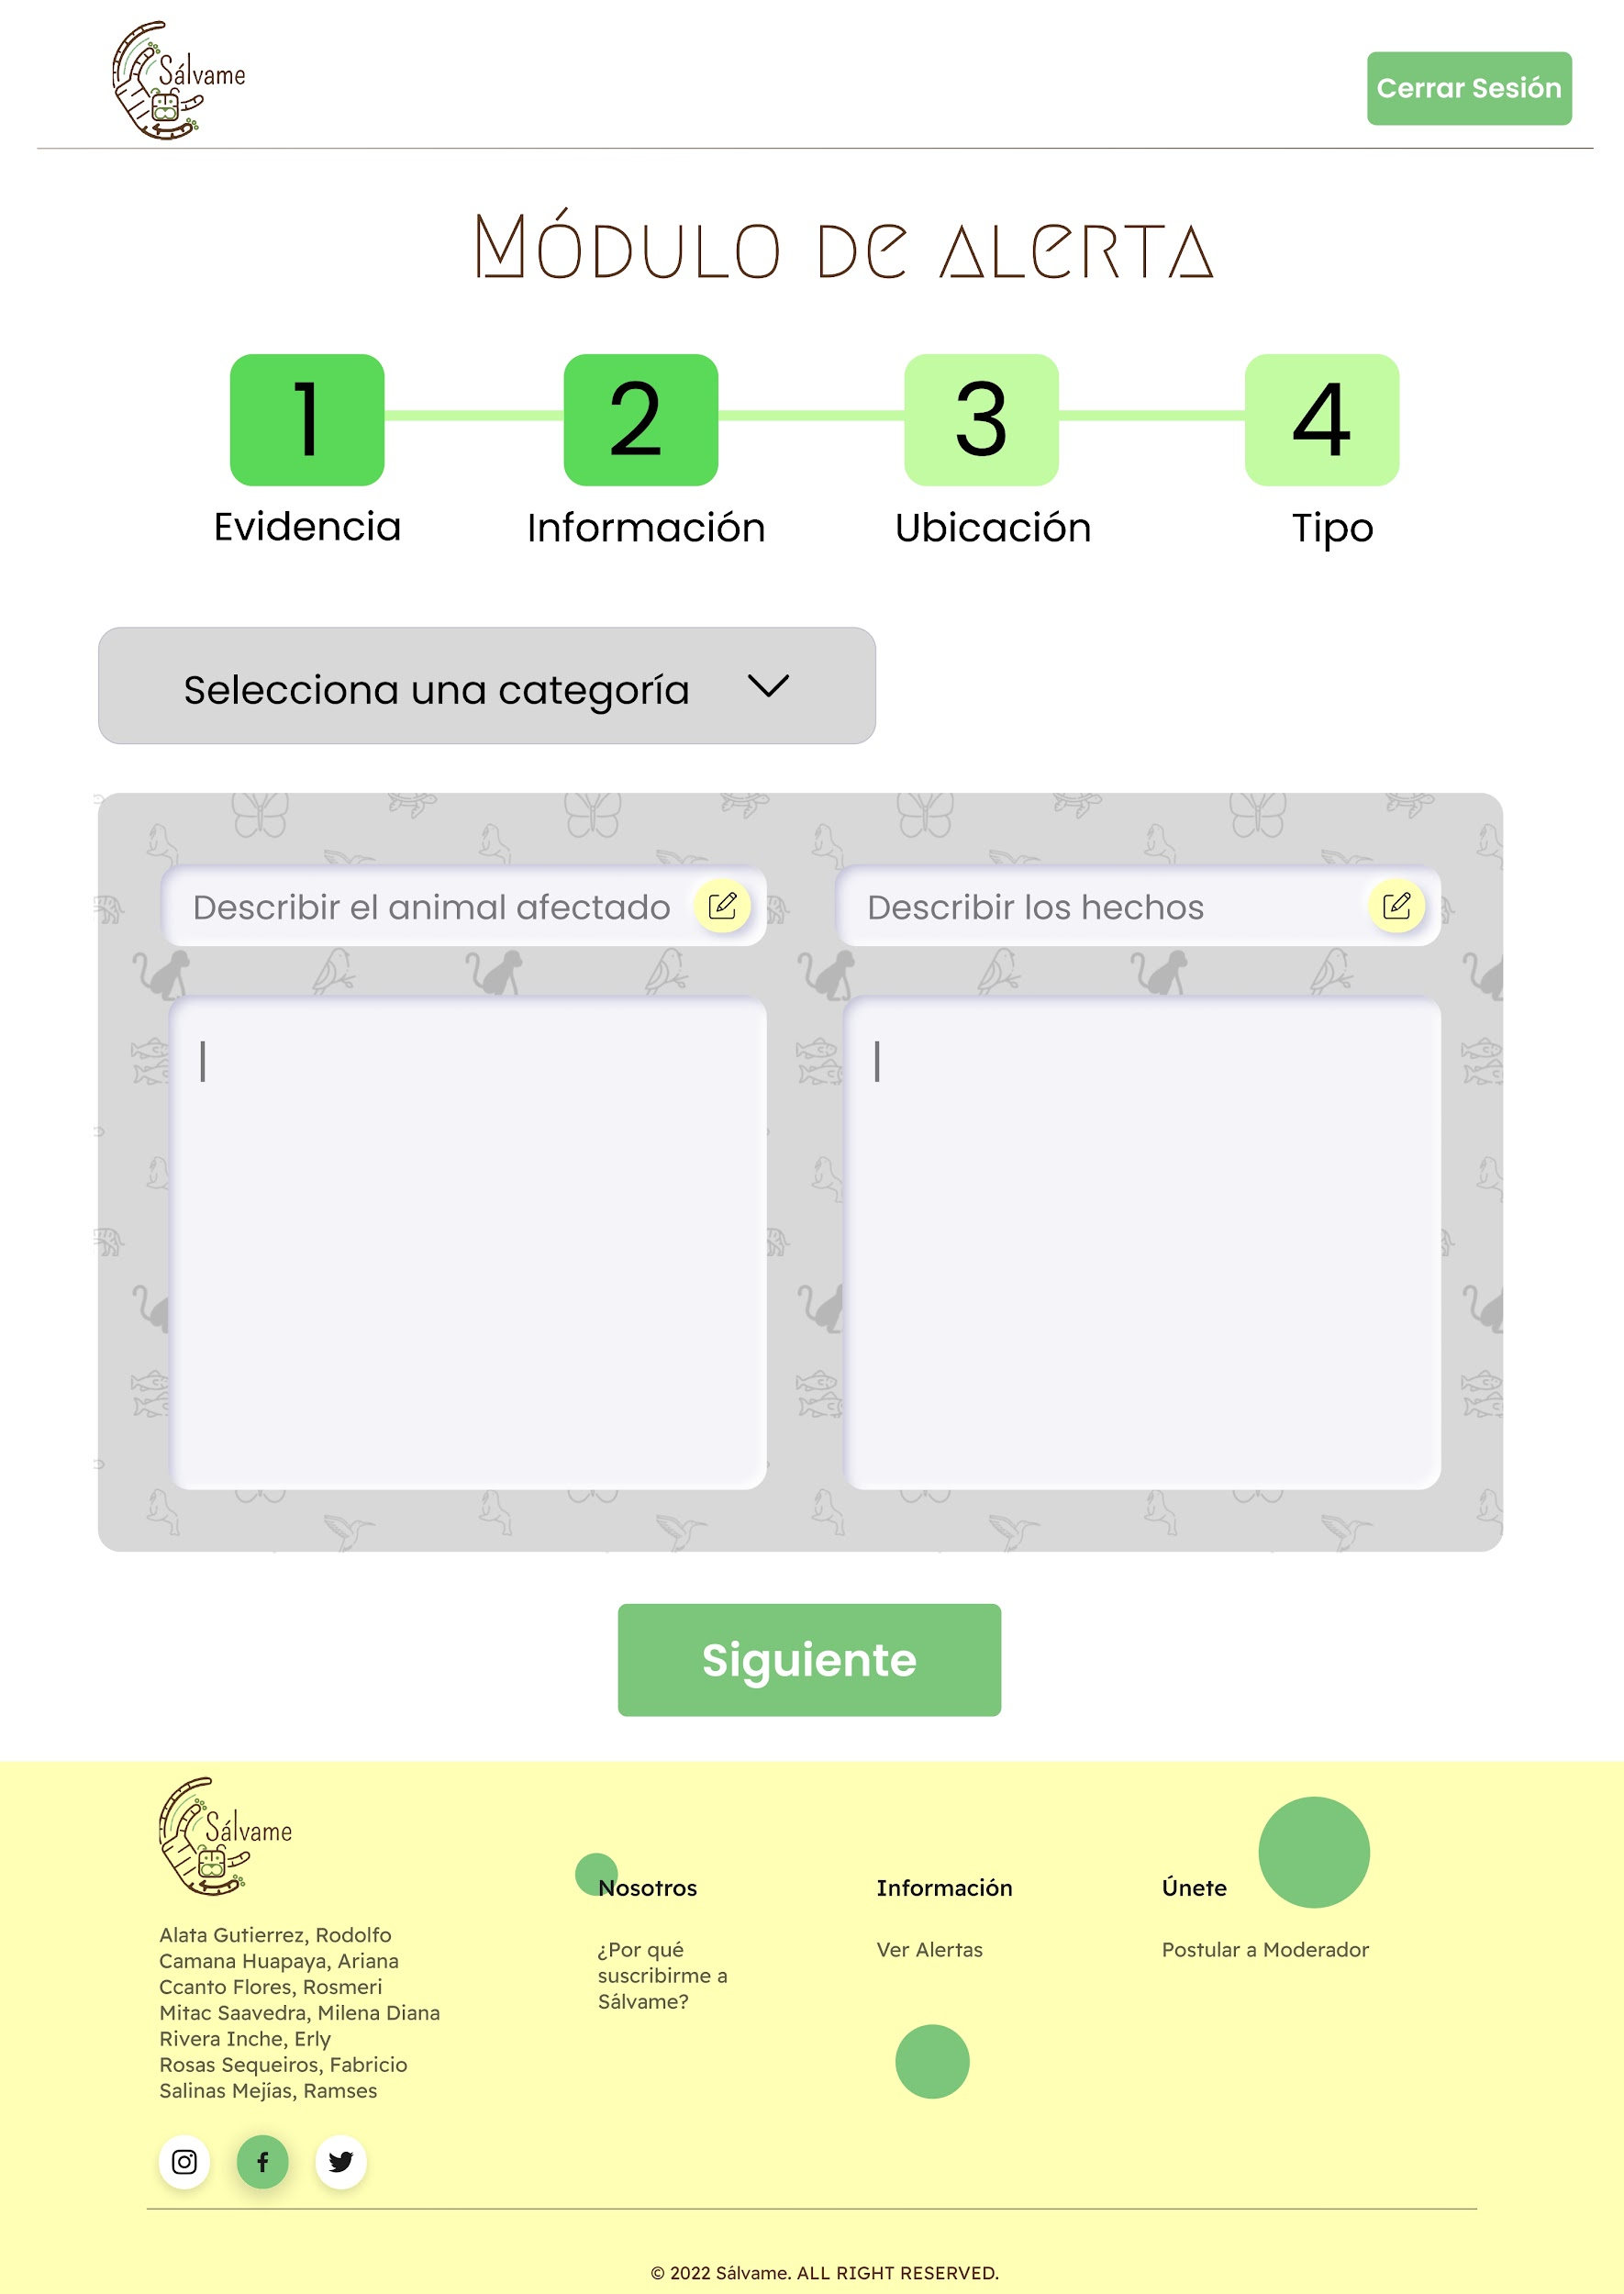 Sálvame
Cerrar Sesión
Módulo de alerta
1
2
3
4
Evidencia
Información
Ubicación
Tipo
Selecciona una categoría
Describir el animal afectado
Describir los hechos
Siguiente
Sálvame
Alata Gutierrez, Rodolfo
Camana Huapaya, Ariana
Ccanto Flores, Rosmeri
Mitac Saavedra, Milena Diana
Rivera Inche, Erly
Rosas Sequeiros, Fabricio
Salinas Mejías, Ramses
Nosotros
¿Por qué
suscribirme a
Sálvame?
Información
Ver Alertas
Únete
Postular a Moderador
© 2022 Sálvame. ALL RIGHT RESERVED.